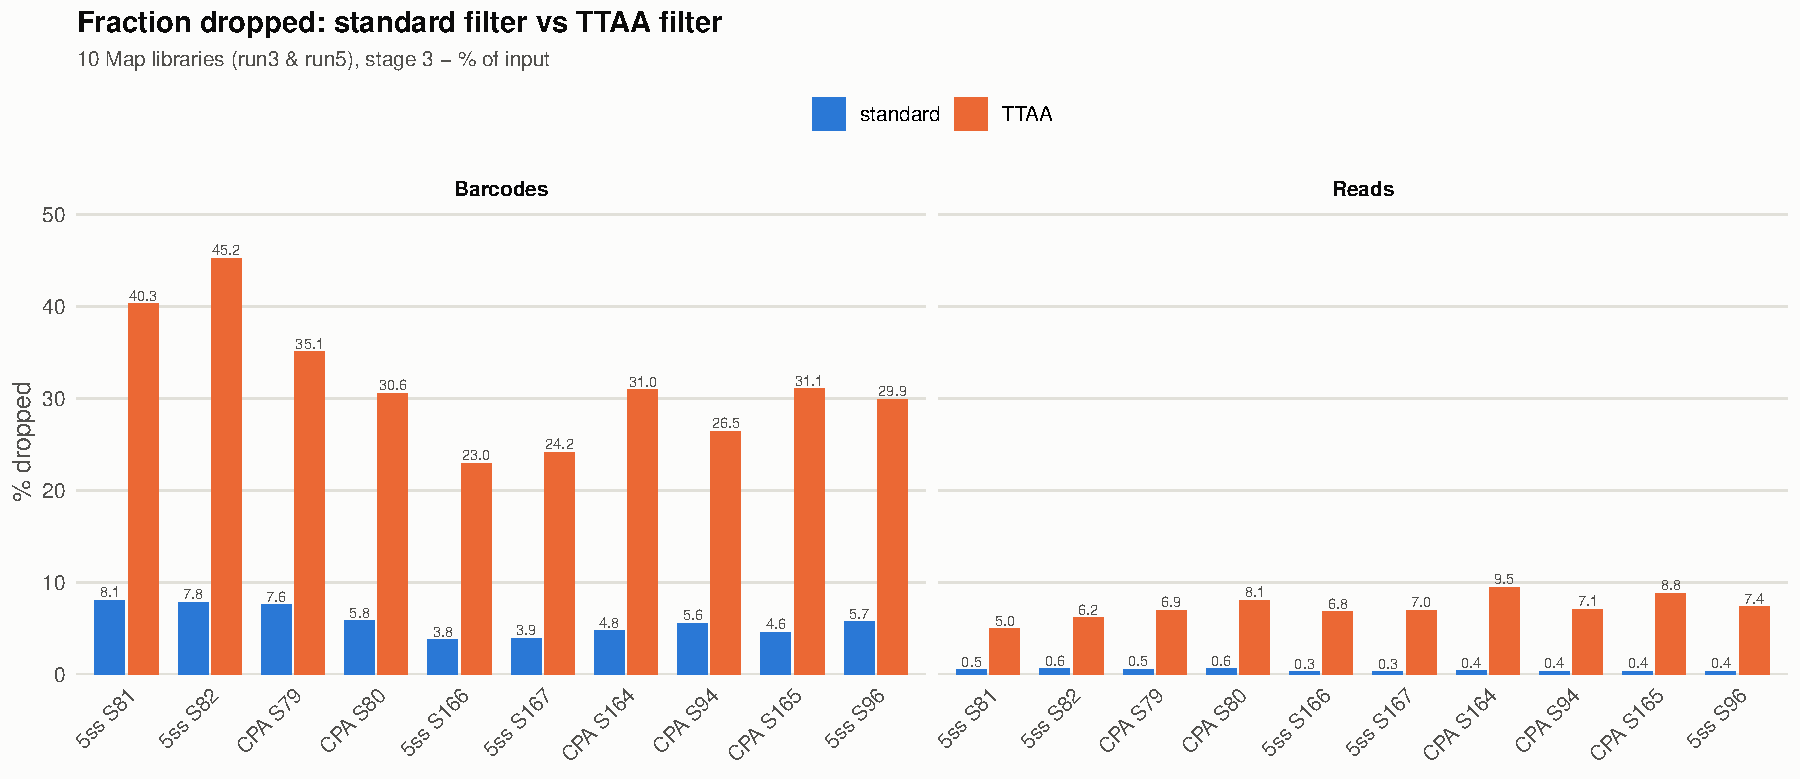 Fraction dropped: standard filter vs TTAA filter
10 Map libraries (run3 & run5), stage 3 − % of input
standard TTAA
Barcodes Reads
% dropped
50
40
30
20
10
0
8.1 40.3 7.8 45.2 7.6 35.1 5.8 30.6 3.8 23.0 3.9 24.2 4.8 31.0 5.6 26.5 4.6 31.1 5.7 29.9
0.5 5.0 0.6 6.2 0.5 6.9 0.6 8.1 0.3 6.8 0.3 7.0 0.4 9.5 0.4 7.1 0.4 8.8 0.4 7.4
5ss S81 5ss S82 CPA S79 CPA S80 5ss S166 5ss S167 CPA S164 CPA S94 CPA S165 5ss S96
5ss S81 5ss S82 CPA S79 CPA S80 5ss S166 5ss S167 CPA S164 CPA S94 CPA S165 5ss S96